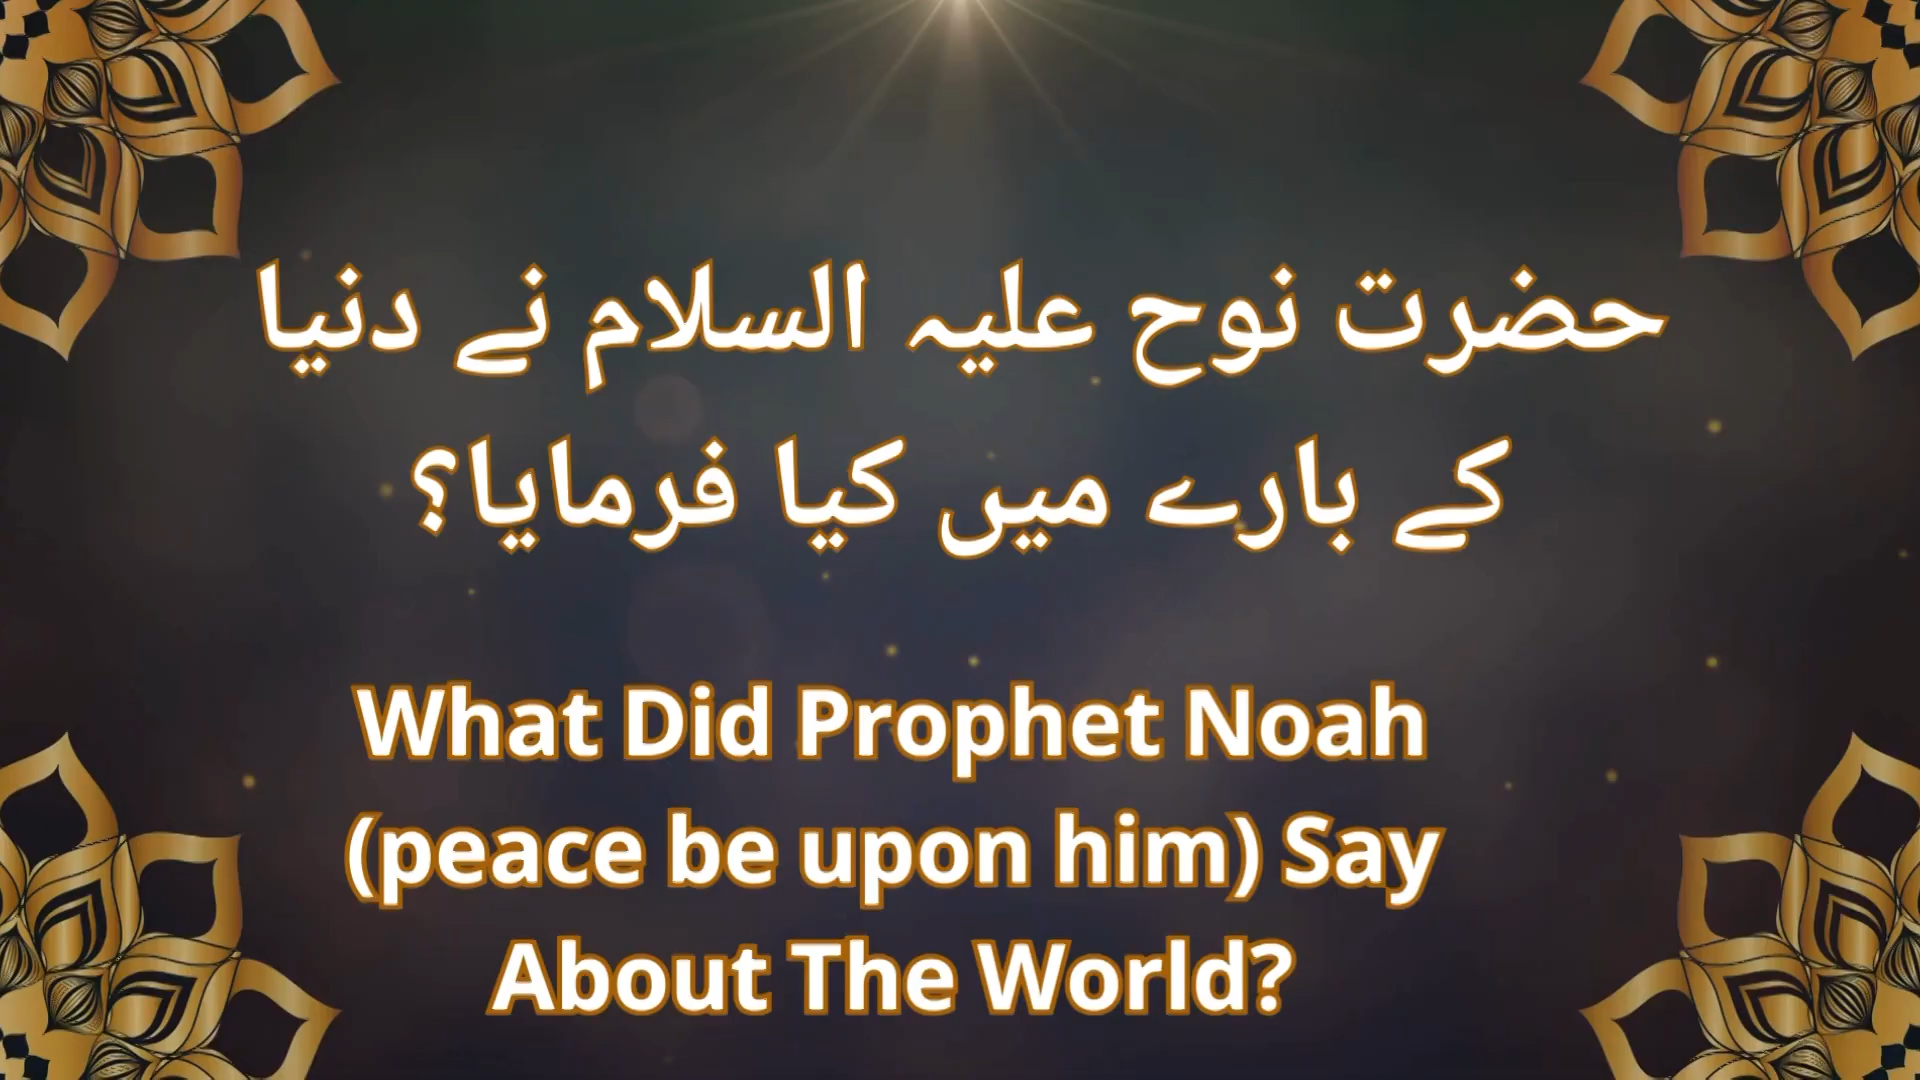 حضرت نوح علیہ السلام نے دنیا
کے بارے میں کیا فرمایا؟
What Did Prophet Noah
(peace be upon him) Say
About The World?